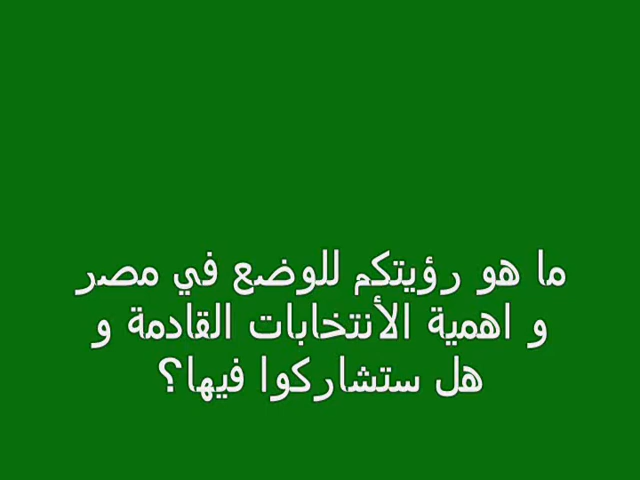 ما هو رؤيتكم للوضع في مصر
و اهمية الأنتخابات القادمة و
هل ستشاركوا فيها؟